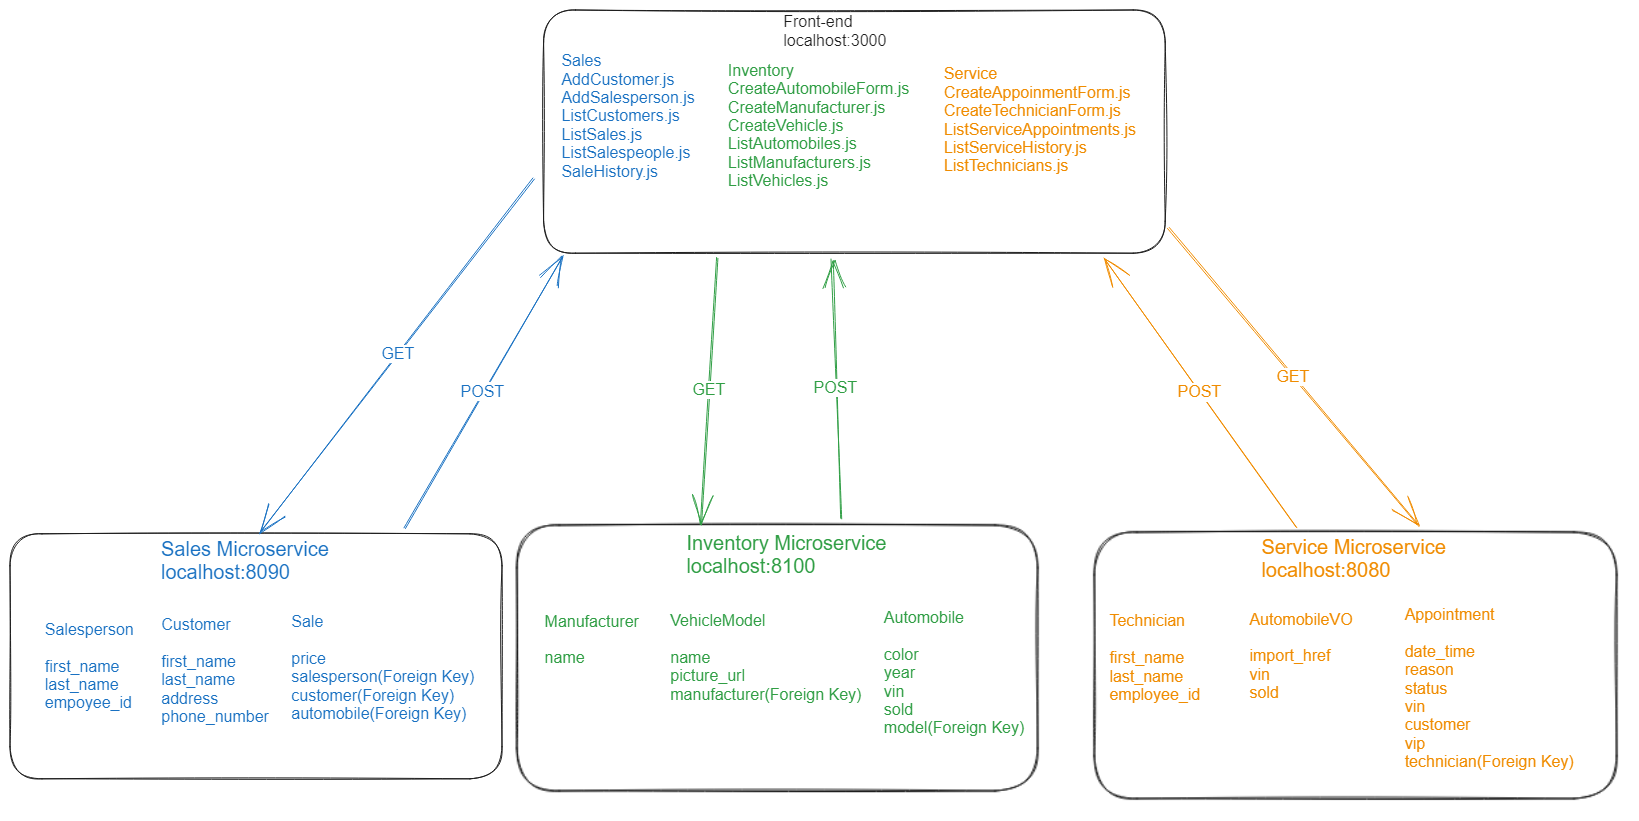 Front-end
localhost:3000
Sales
AddCustomer.js
AddSalesperson.js
ListCustomers.js
ListSales.js
ListSalespeople.js
SaleHistory.js
Inventory
CreateAutomobileForm.js
CreateManufacturer.js
CreateVehicle.js
ListAutomobiles.js
ListManufacturers.js
ListVehicles.js
Service
CreateAppoinmentForm.js
CreateTechnicianForm.js
ListServiceAppointments.js
ListServiceHistory.js
ListTechnicians.js
GET
POST
GET
POST
POST
GET
Sales Microservice
localhost:8090
Salesperson
first_name
last_name
empoyee_id
Customer
first_name
last_name
address
phone_number
Sale
price
salesperson(Foreign Key)
customer(Foreign Key)
automobile(Foreign Key)
Inventory Microservice
localhost:8100
Manufacturer
name
VehicleModel
name
picture_url
manufacturer(Foreign Key)
Automobile
color
year
vin
sold
model(Foreign Key)
Service Microservice
localhost:8080
Technician
first_name
last_name
employee_id
AutomobileVO
import_href
vin
sold
Appointment
date_time
reason
status
vin
customer
vip
technician(Foreign Key)